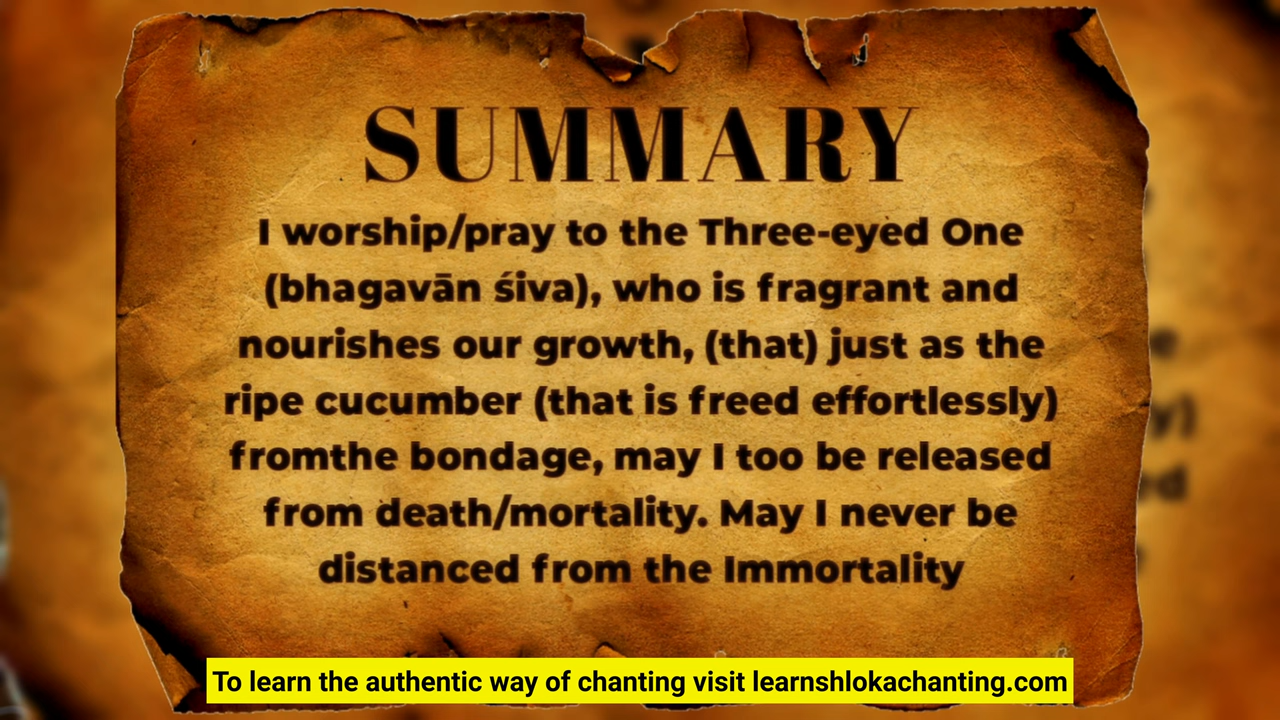 SUMMARY
I worship/pray to the Three-eyed One
(bhagavān śiva), who is fragrant and
nourishes our growth, (that) just as the
ripe cucumber (that is freed effortlessly)
fromthe bondage, may I too be released
from death/mortality. May I never be
distanced from the Immortality
To learn the authentic way of chanting visit learnshlokachanting.com